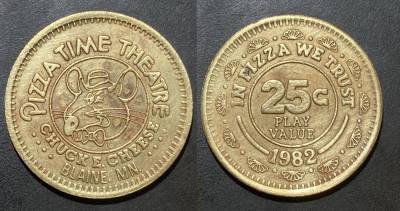 PIZZA TIME THEATRE
CHUCK E. CHEESE
BLAINE MN.
IN PIZZA WE TRUST
25¢
PLAY
VALUE
1982